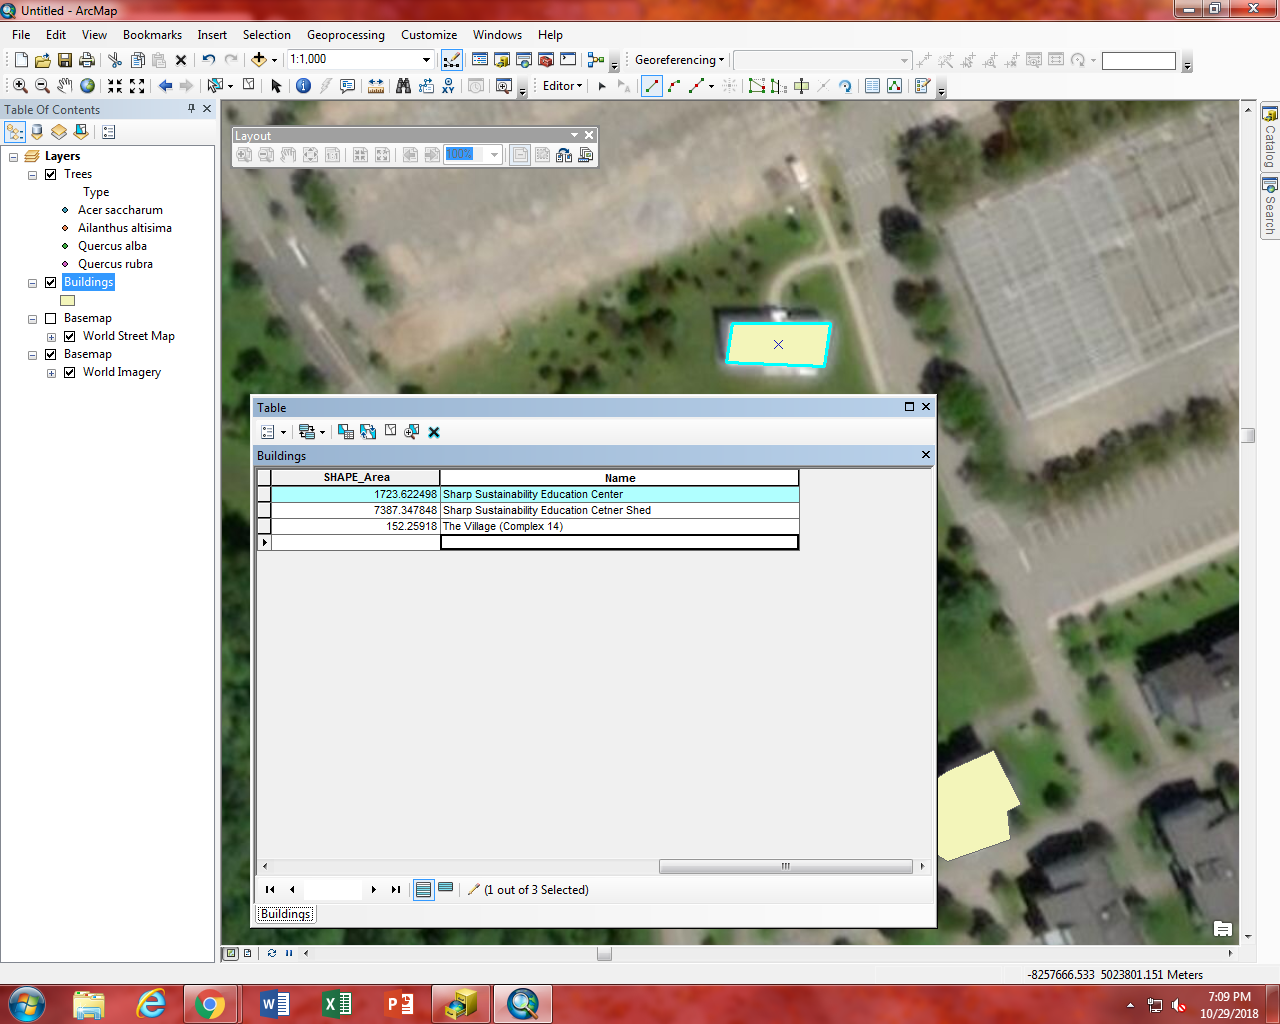 Untitled - ArcMap
File Edit View Bookmarks Insert Selection Geoprocessing Customize Windows Help
1:1,000
Georeferencing
Editor
Table Of Contents
Layout
100%
Layers
Trees
Type
Acer saccharum
Ailanthus altisima
Quercus alba
Quercus rubra
Buildings
Basemap
World Street Map
Basemap
World Imagery
Catalog
Search
Table
Buildings
SHAPE_Area Name
1723.622498 Sharp Sustainability Education Center
7387.347848 Sharp Sustainability Education Cetner Shed
152.25918 The Village (Complex 14)
(1 out of 3 Selected)
Buildings
-8257666.533 5023801.151 Meters
7:09 PM
10/29/2018